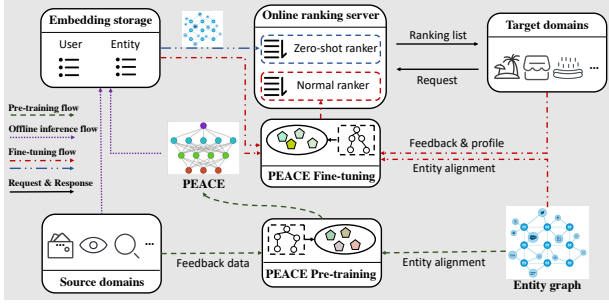 Embedding storage
User
Entity
Online ranking server
Zero-shot ranker
Normal ranker
Ranking list
Request
Target domains
...
Pre-training flow
Offline inference flow
Fine-tuning flow
Request & Response
PEACE
PEACE Fine-tuning
Feedback & profile
Entity alignment
...
Source domains
Feedback data
PEACE Pre-training
Entity alignment
Entity graph